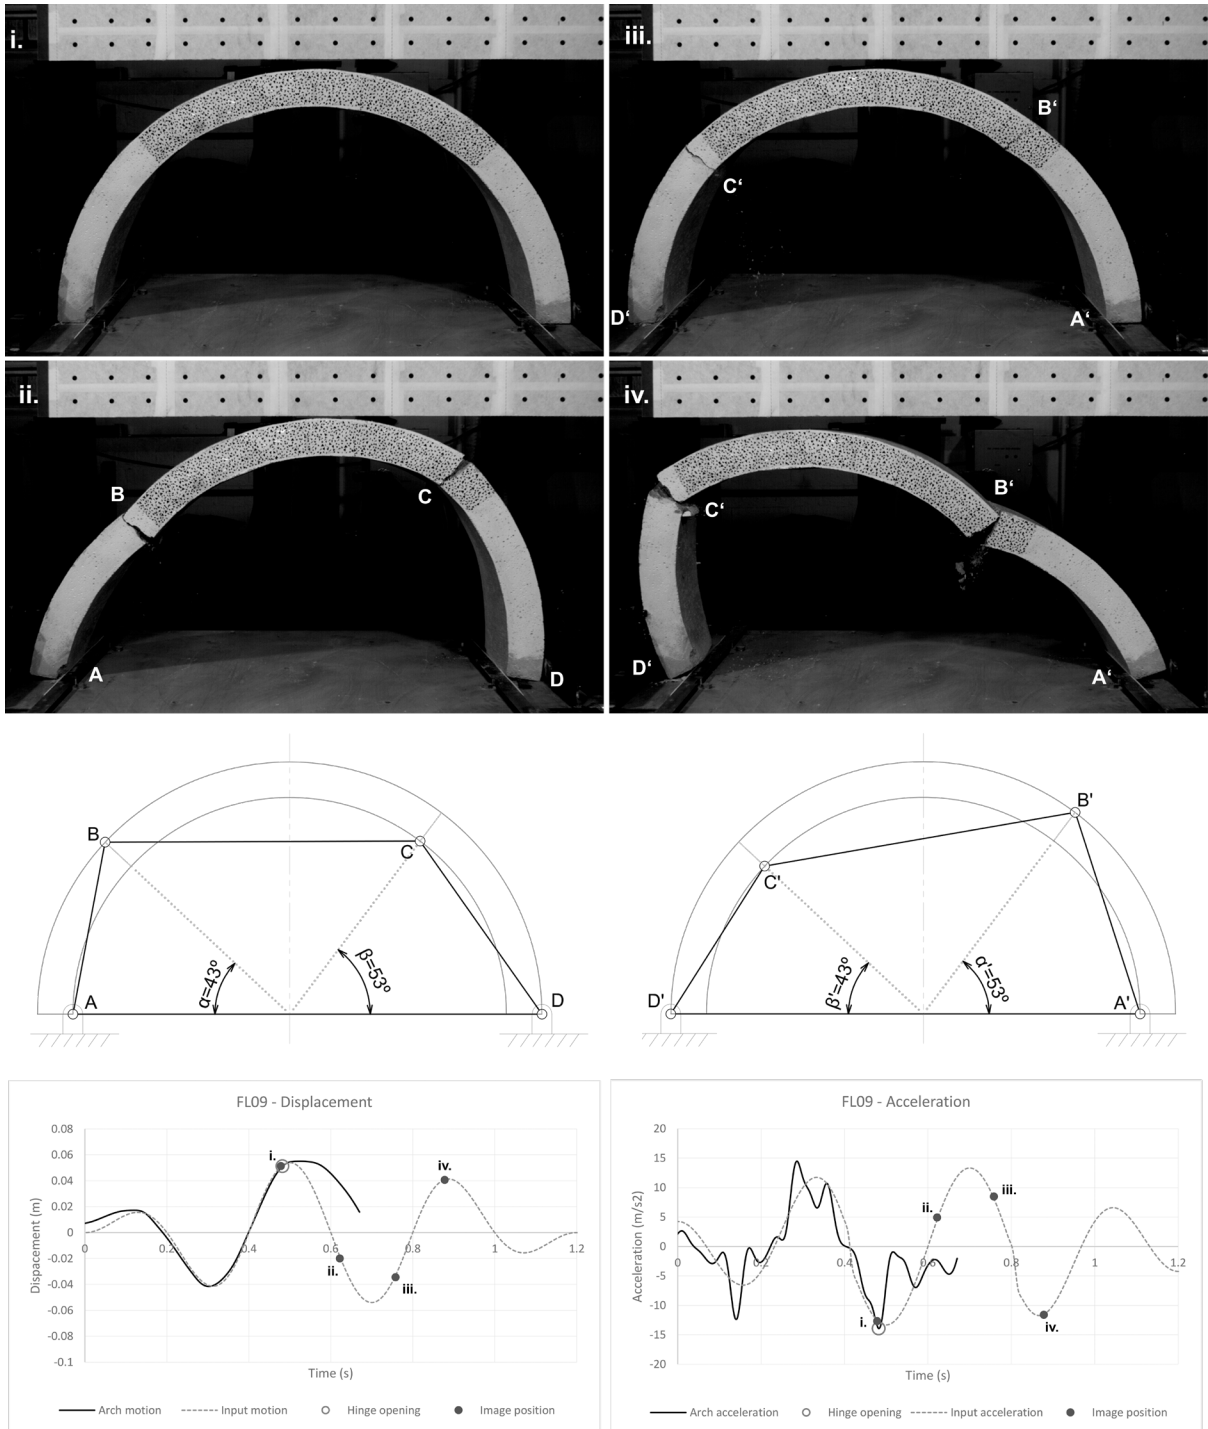 i.
iii.
B‘
C‘
D‘
A‘
ii.
iv.
B
C
B‘
C‘
A
D
D‘
A‘
B
C
α=43º
β=53º
A
D
B'
C'
β'=43º
α'=53º
D'
A'
FL09 - Displacement
0.08
0.06
0.04
0.02
0
-0.02
-0.04
-0.06
-0.08
-0.1
Dispacement (m)
0 0.2 0.4 0.6 0.8 1 1.2
i.
ii.
iii.
iv.
Time (s)
Arch motion Input motion Hinge opening Image position
FL09 - Acceleration
20
15
10
5
0
-5
-10
-15
-20
Acceleration (m/s2)
0 0.2 0.4 0.6 0.8 1 1.2
i.
ii.
iii.
iv.
Time (s)
Arch acceleration Hinge opening Input acceleration Image position